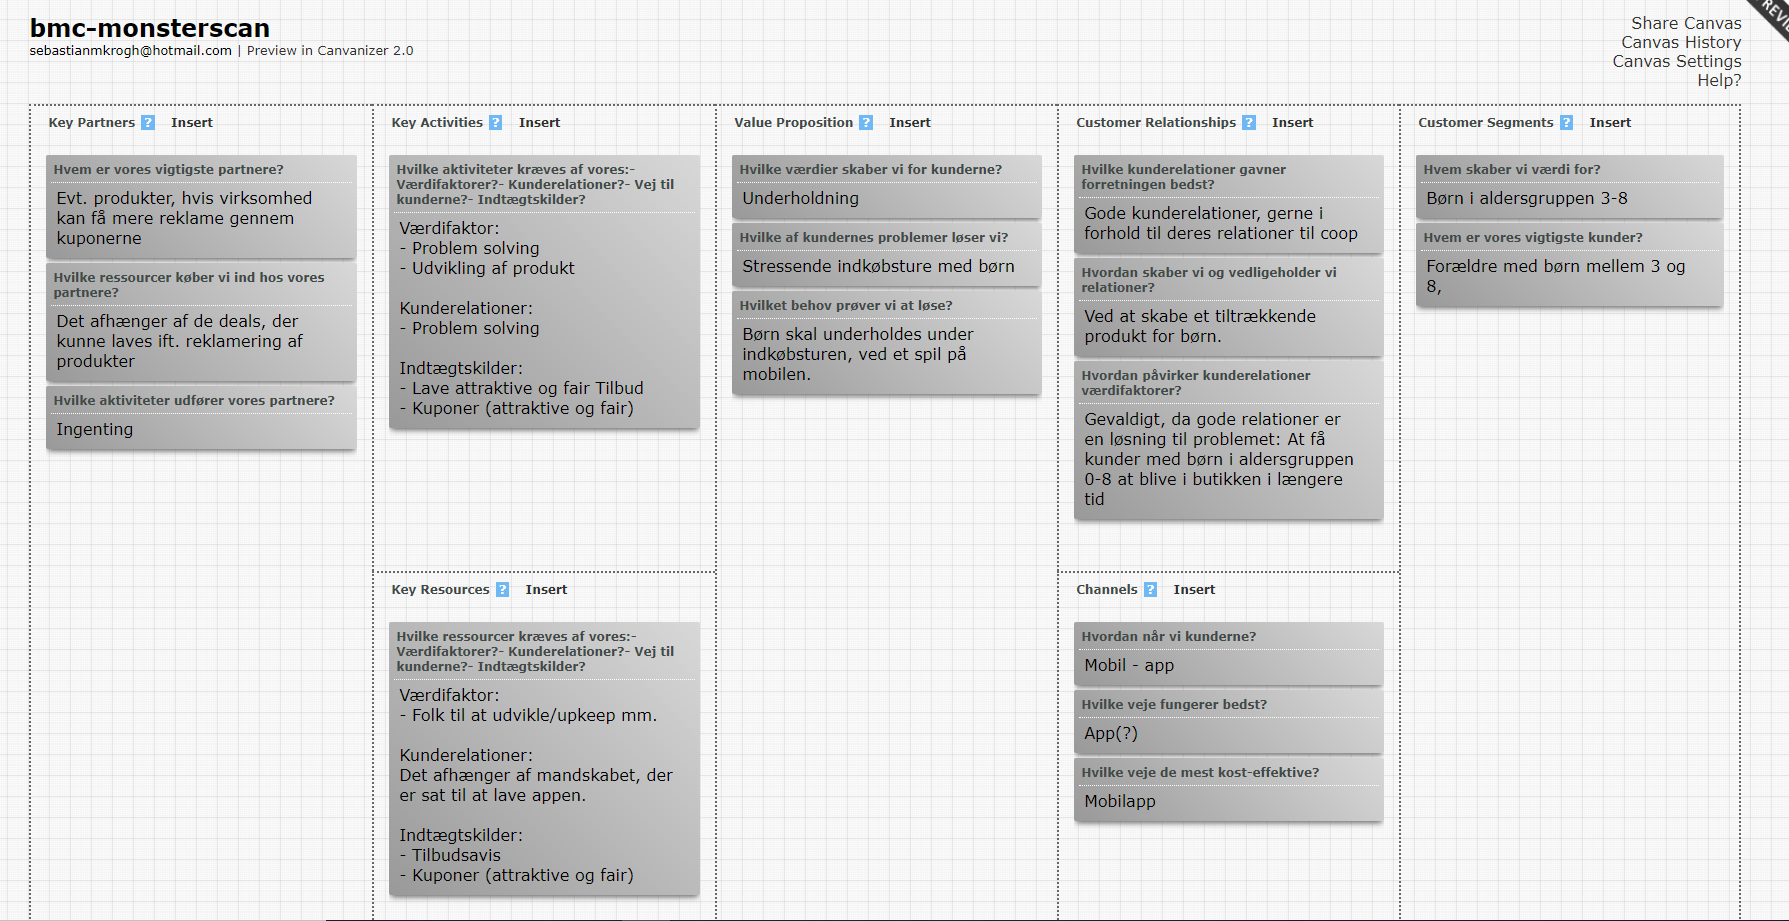 bmc-monsterscan
sebastianmkrogh@hotmail.com | Preview in Canvanizer 2.0
Share Canvas
Canvas History
Canvas Settings
Help?
Key Partners ? Insert
Hvem er vores vigtigste partnere?
Evt. produkter, hvis virksomhed
kan få mere reklame gennem
kuponerne
Hvilke ressourcer køber vi ind hos vores
partnere?
Det afhænger af de deals, der
kunne laves ift. reklamering af
produkter
Hvilke aktiviteter udfører vores partnere?
Ingenting
Key Activities ? Insert
Hvilke aktiviteter kræves af vores:-
Værdifaktorer?- Kunderelationer?- Vej til
kunderne?- Indtægtskilder?
Værdifaktor:
- Problem solving
- Udvikling af produkt
Kunderelationer:
- Problem solving
Indtægtskilder:
- Lave attraktive og fair Tilbud
- Kuponer (attraktive og fair)
Key Resources ? Insert
Hvilke ressourcer kræves af vores:-
Værdifaktorer?- Kunderelationer?- Vej til
kunderne?- Indtægtskilder?
Værdifaktor:
- Folk til at udvikle/upkeep mm.
Kunderelationer:
Det afhænger af mandskabet, der
er sat til at lave appen.
Indtægtskilder:
- Tilbudsavis
- Kuponer (attraktive og fair)
Value Proposition ? Insert
Hvilke værdier skaber vi for kunderne?
Underholdning
Hvilke af kundernes problemer løser vi?
Stressende indkøbsture med børn
Hvilket behov prøver vi at løse?
Børn skal underholdes under
indkøbsturen, ved et spil på
mobilen.
Customer Relationships ? Insert
Hvilke kunderelationer gavner
forretningen bedst?
Gode kunderelationer, gerne i
forhold til deres relationer til coop
Hvordan skaber vi og vedligeholder vi
relationer?
Ved at skabe et tiltrækkende
produkt for børn.
Hvordan påvirker kunderelationer
værdifaktorer?
Gevaldigt, da gode relationer er
en løsning til problemet: At få
kunder med børn i aldersgruppen
0-8 at blive i butikken i længere
tid
Channels ? Insert
Hvordan når vi kunderne?
Mobil - app
Hvilke veje fungerer bedst?
App(?)
Hvilke veje de mest kost-effektive?
Mobilapp
Customer Segments ? Insert
Hvem skaber vi værdi for?
Børn i aldersgruppen 3-8
Hvem er vores vigtigste kunder?
Forældre med børn mellem 3 og
8,